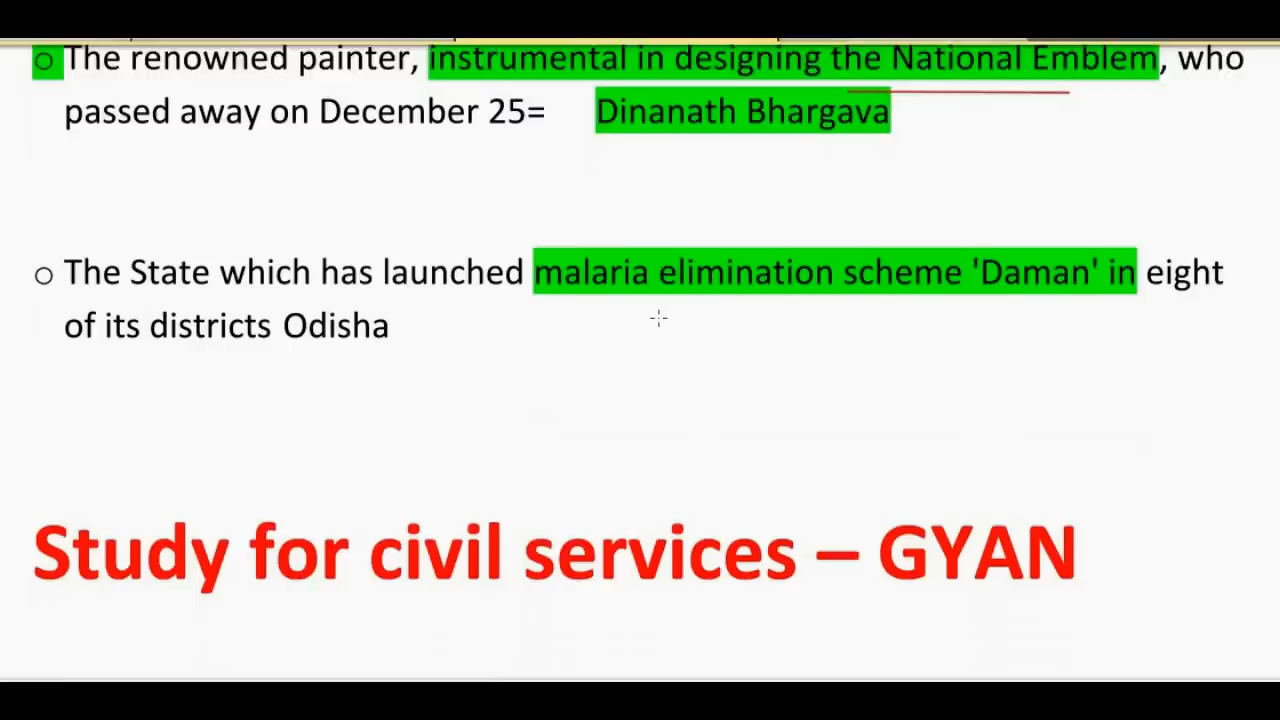 ○ The renowned painter, instrumental in designing the National Emblem, who
passed away on December 25= Dinanath Bhargava
○ The State which has launched malaria elimination scheme 'Daman' in eight
of its districts Odisha
Study for civil services – GYAN